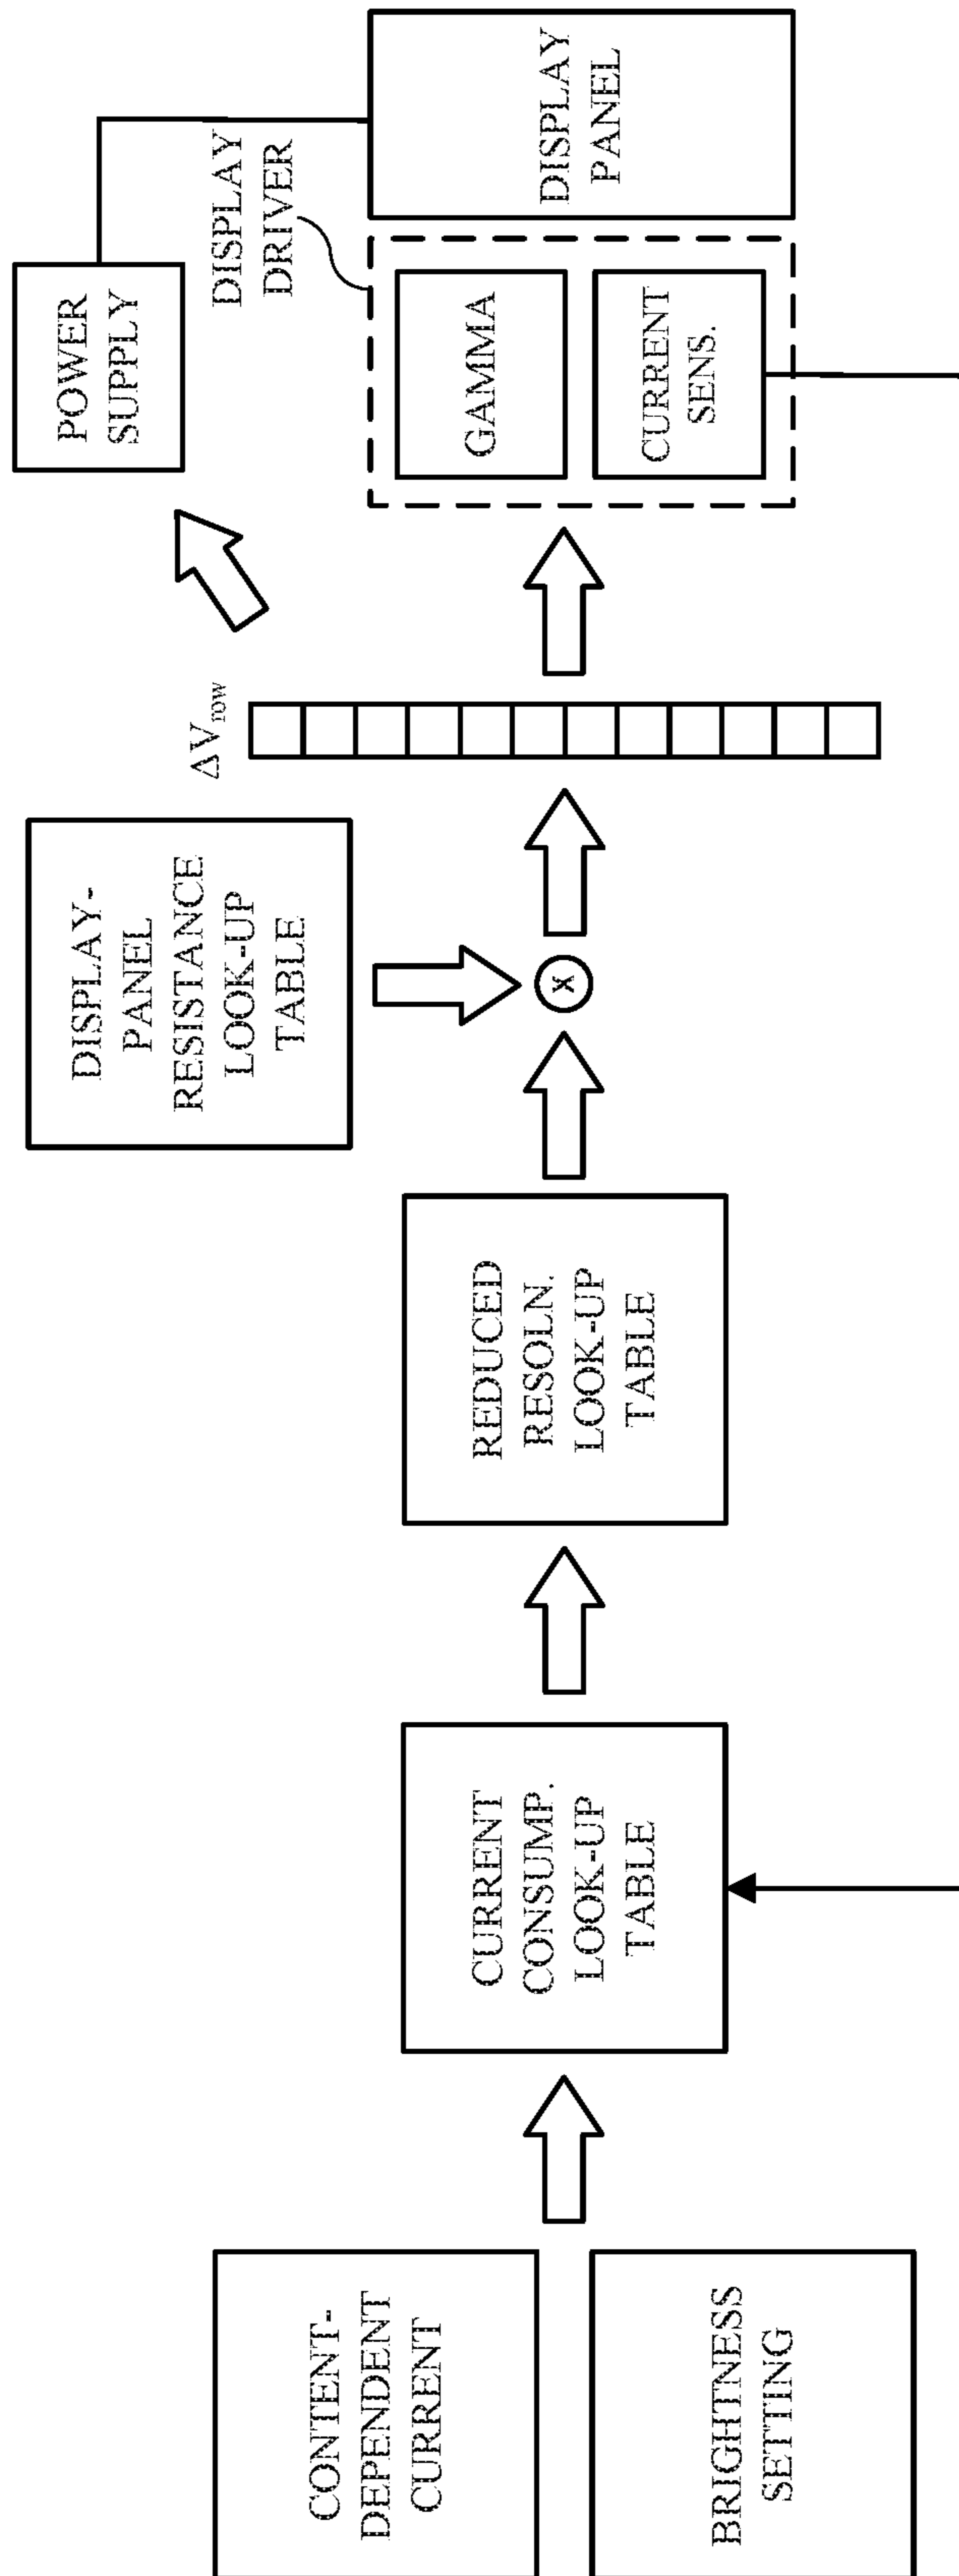 CONTENT-
DEPENDENT
CURRENT
BRIGHTNESS
SETTING
CURRENT
CONSUMP.
LOOK-UP
TABLE
REDUCED
RESOLN.
LOOK-UP
TABLE
DISPLAY-
PANEL
RESISTANCE
LOOK-UP
TABLE
X
ΔVrow
POWER
SUPPLY
DISPLAY
DRIVER
GAMMA
CURRENT
SENS.
DISPLAY
PANEL